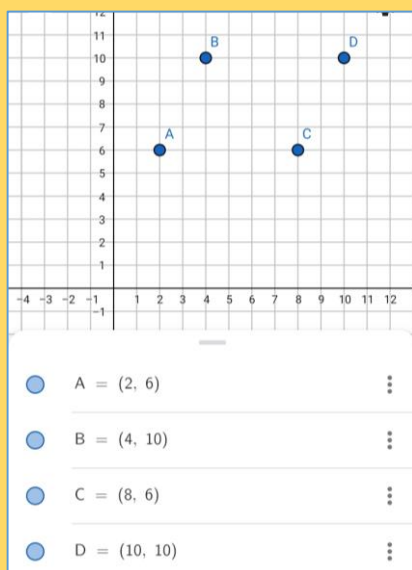 12
11
10
9
8
7
6
5
4
3
2
1
-4 -3 -2 -1 1 2 3 4 5 6 7 8 9 10 11 12
-1
B
D
A
C
A = (2, 6)
B = (4, 10)
C = (8, 6)
D = (10, 10)